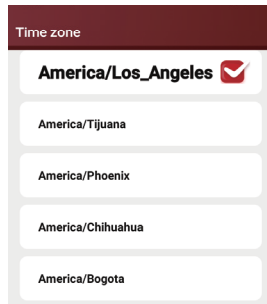 Time zone
America/Los_Angeles
America/Tijuana
America/Phoenix
America/Chihuahua
America/Bogota